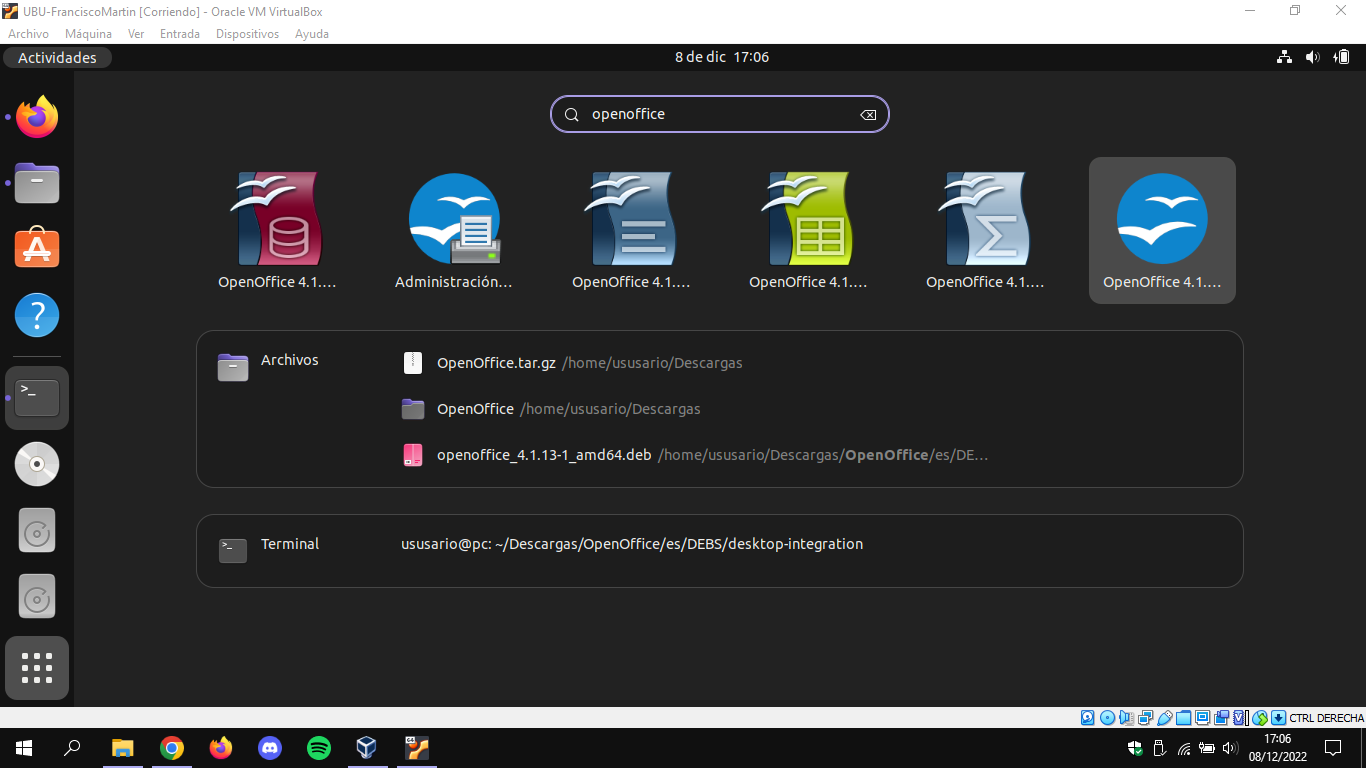 UBU-FranciscoMartin [Corriendo] - Oracle VM VirtualBox
Archivo Máquina Ver Entrada Dispositivos Ayuda
Actividades 8 de dic 17:06
openoffice
OpenOffice 4.1.... Administración... OpenOffice 4.1.... OpenOffice 4.1.... OpenOffice 4.1.... OpenOffice 4.1....
Archivos OpenOffice.tar.gz /home/ususario/Descargas
OpenOffice /home/ususario/Descargas
openoffice_4.1.13-1_amd64.deb /home/ususario/Descargas/OpenOffice/es/DE...
Terminal ususario@pc: ~/Descargas/OpenOffice/es/DEBS/desktop-integration
CTRL DERECHA
17:06
08/12/2022